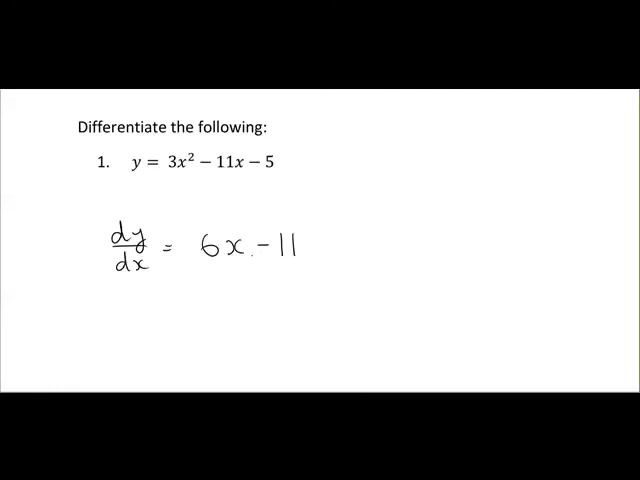 Differentiate the following:
1. y = 3x² − 11x − 5
dy/dx = 6x - 11